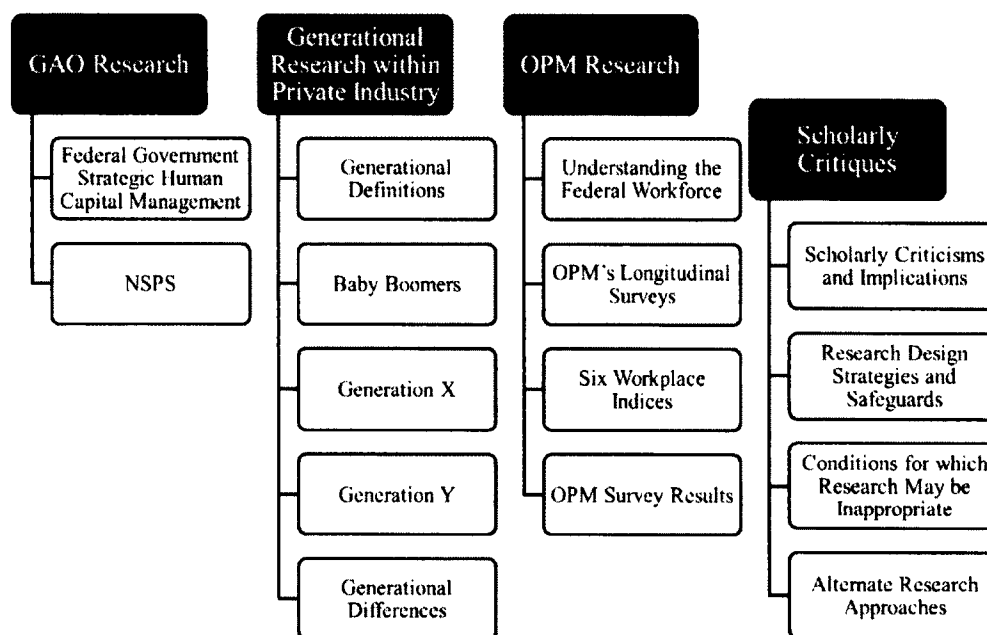 GAO Research
Federal Government
Strategic Human
Capital Management
NSPS
Generational
Research within
Private Industry
Generational
Definitions
Baby Boomers
Generation X
Generation Y
Generational
Differences
OPM Research
Understanding the
Federal Workforce
OPM's Longitudinal
Surveys
Six Workplace
Indices
OPM Survey Results
Scholarly
Critiques
Scholarly Criticisms
and Implications
Research Design
Strategies and
Safeguards
Conditions for which
Research May be
Inappropriate
Alternate Research
Approaches